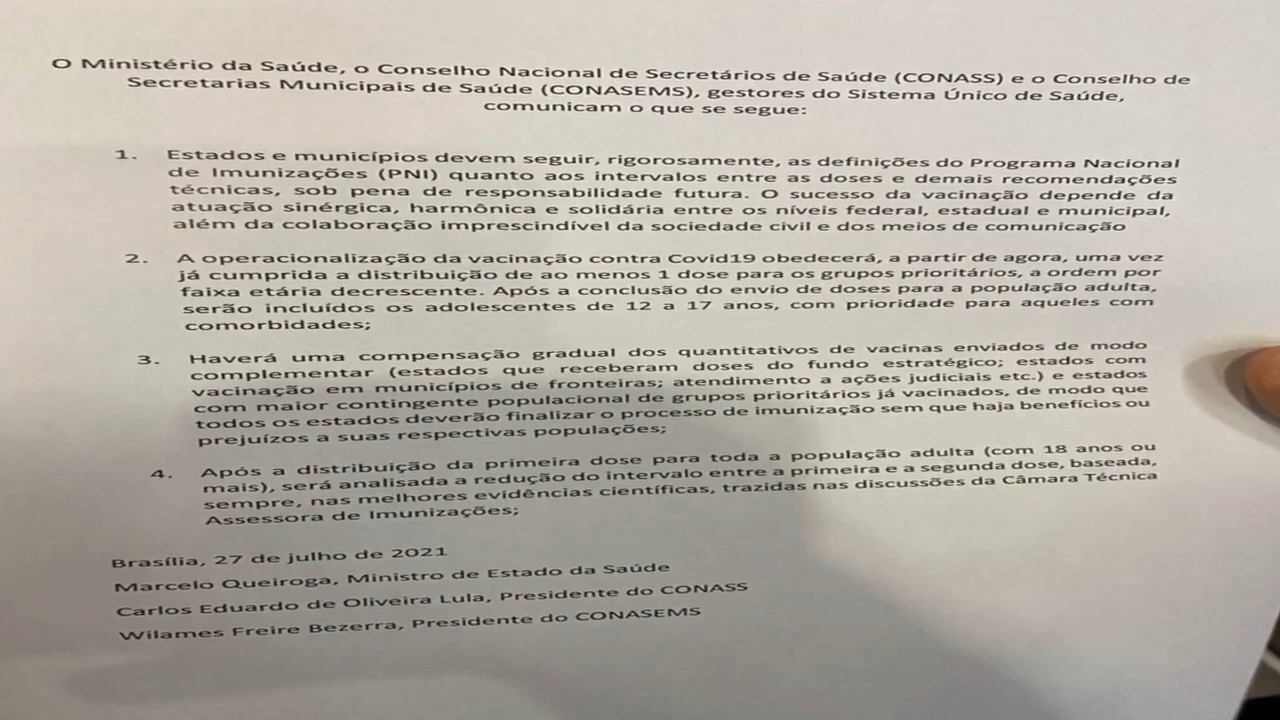 O Ministério da Saúde, o Conselho Nacional de Secretários de Saúde (CONASS) e o Conselho de
Secretarias Municipais de Saúde (CONASEMS), gestores do Sistema Único de Saúde,
comunicam o que se segue:
1. Estados e municípios devem seguir, rigorosamente, as definições do Programa Nacional
de Imunizações (PNI) quanto aos intervalos entre as doses e demais recomendações
técnicas, sob pena de responsabilidade futura. O sucesso da vacinação depende da
atuação sinérgica, harmônica e solidária entre os níveis federal, estadual e municipal,
além da colaboração imprescindível da sociedade civil e dos meios de comunicação
2. A operacionalização da vacinação contra Covid19 obedecerá, a partir de agora, uma vez
já cumprida a distribuição de ao menos 1 dose para os grupos prioritários, a ordem por
faixa etária decrescente. Após a conclusão do envio de doses para a população adulta,
serão incluídos os adolescentes de 12 a 17 anos, com prioridade para aqueles com
comorbidades;
3. Haverá uma compensação gradual dos quantitativos de vacinas enviados de modo
complementar (estados que receberam doses do fundo estratégico; estados com
vacinação em municípios de fronteiras; atendimento a ações judiciais etc.) e estados
com maior contingente populacional de grupos prioritários já vacinados, de modo que
todos os estados deverão finalizar o processo de imunização sem que haja benefícios ou
prejuízos a suas respectivas populações;
4. Após a distribuição da primeira dose para toda a população adulta (com 18 anos ou
mais), será analisada a redução do intervalo entre a primeira e a segunda dose, baseada,
sempre, nas melhores evidências científicas, trazidas nas discussões da Câmara Técnica
Assessora de Imunizações;
Brasília, 27 de julho de 2021
Marcelo Queiroga, Ministro de Estado da Saúde
Carlos Eduardo de Oliveira Lula, Presidente do CONASS
Wilames Freire Bezerra, Presidente do CONASEMS